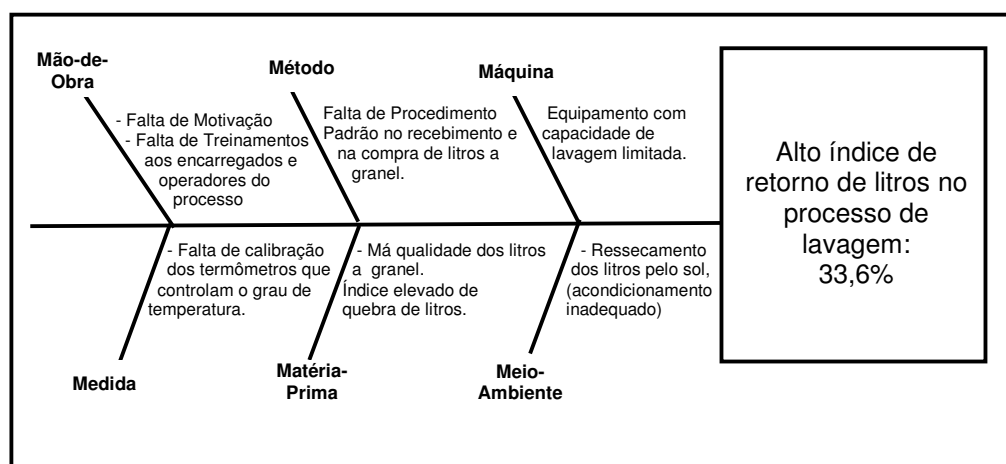 Mão-de-
Obra
- Falta de Motivação
- Falta de Treinamentos
aos encarregados e
operadores do
processo
Método
Falta de Procedimento
Padrão no recebimento e
na compra de litros a
granel.
Máquina
Equipamento com
capacidade de
lavagem limitada.
- Falta de calibração
dos termômetros que
controlam o grau de
temperatura.
Medida
- Má qualidade dos litros
a granel.
Índice elevado de
quebra de litros.
Matéria-
Prima
- Ressecamento
dos litros pelo sol,
(acondicionamento
inadequado)
Meio-
Ambiente
Alto índice de
retorno de litros no
processo de
lavagem:
33,6%